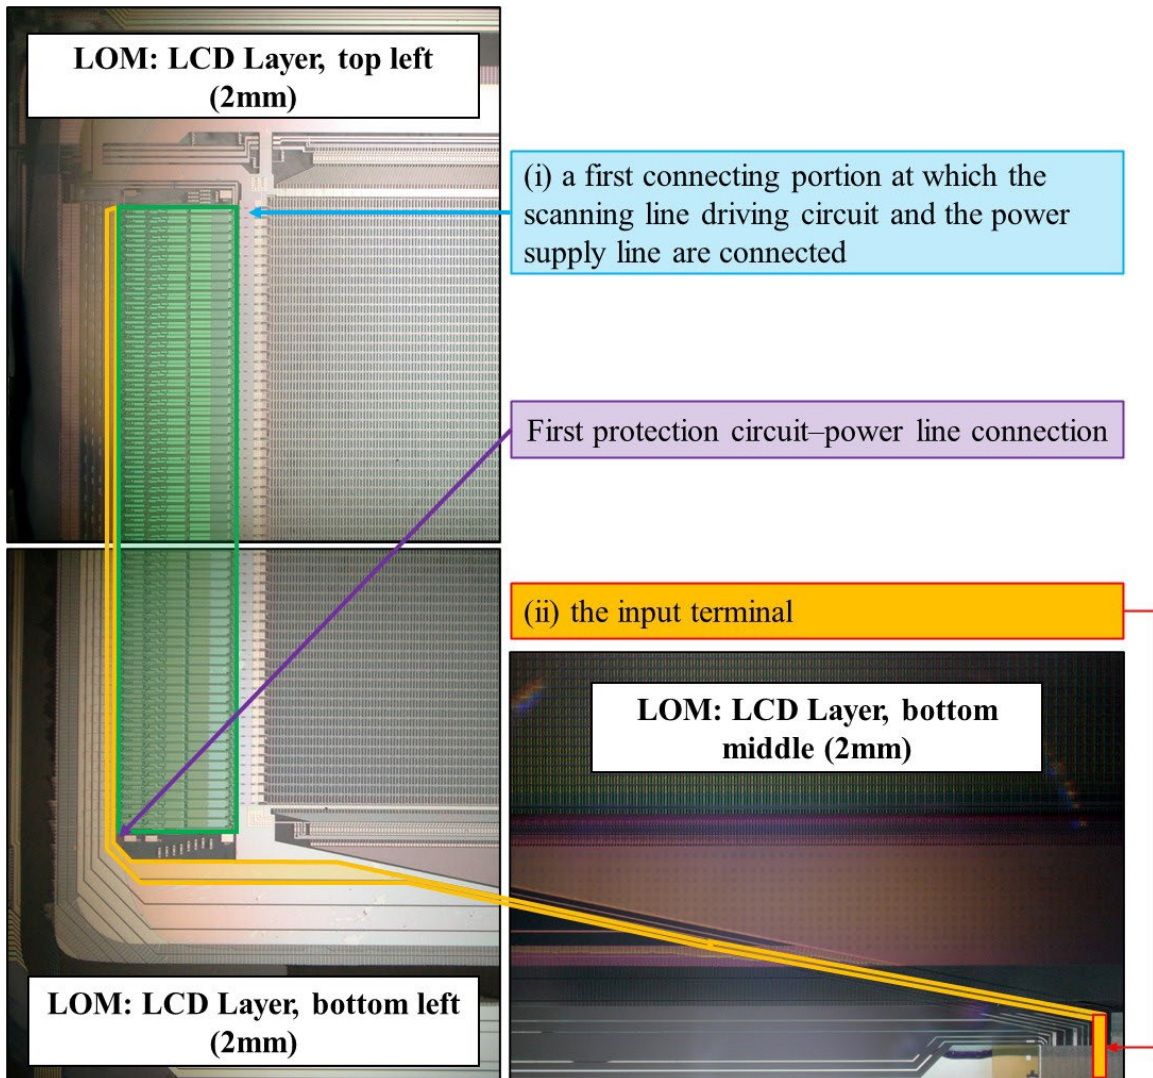 LOM: LCD Layer, top left
(2mm)
(i) a first connecting portion at which the
scanning line driving circuit and the power
supply line are connected
First protection circuit–power line connection
(ii) the input terminal
LOM: LCD Layer, bottom
middle (2mm)
LOM: LCD Layer, bottom left
(2mm)